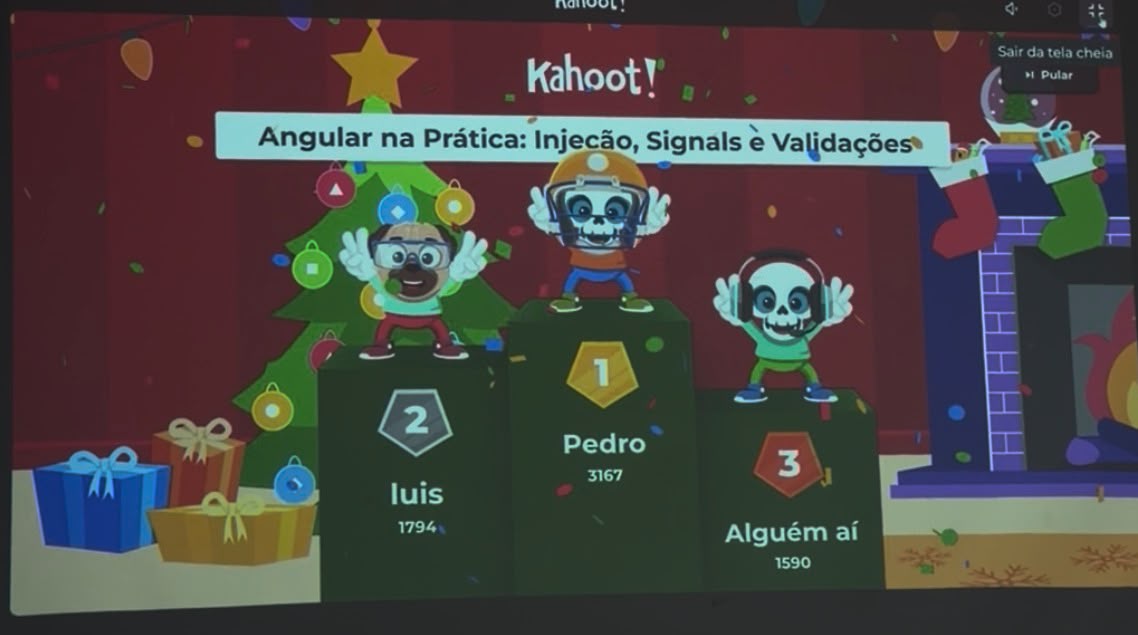 Kahoot!
Sair da tela cheia
Pular
Kahoot!
Angular na Prática: Injeção, Signals e Validações
1
Pedro
3167
2
luis
1794
3
Alguém aí
1590